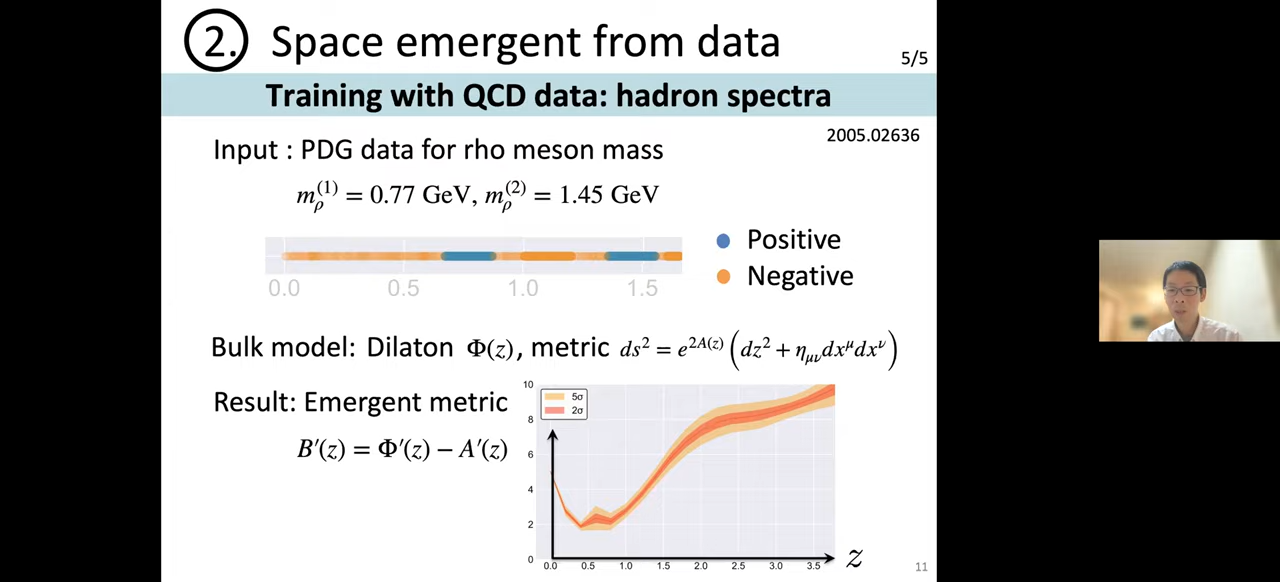 2. Space emergent from data
5/5
Training with QCD data: hadron spectra
2005.02636
Input : PDG data for rho meson mass
m_ρ^{(1)} = 0.77 GeV, m_ρ^{(2)} = 1.45 GeV
Positive
Negative
0.0 0.5 1.0 1.5
Bulk model: Dilaton Φ(z), metric ds² = e^{2A(z)} (dz² + η_{μν}dx^μdx^ν)
Result: Emergent metric
B′(z) = Φ′(z) − A′(z)
5σ
2σ
10
8
6
4
2
0
0.0 0.5 1.0 1.5 2.0 2.5 3.0 3.5
z
11